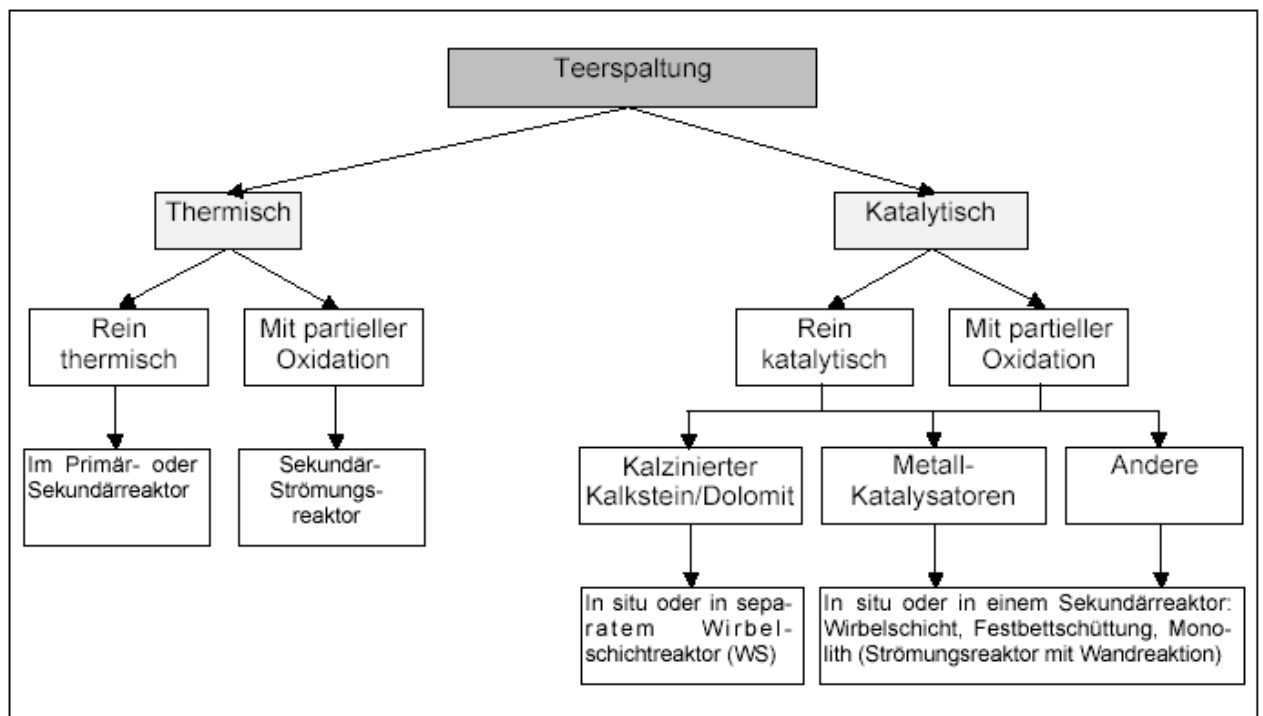 Teerspaltung
Thermisch
Katalytisch
Rein
thermisch
Mit partieller
Oxidation
Rein
katalytisch
Mit partieller
Oxidation
Im Primär- oder
Sekundärreaktor
Sekundär-
Strömungs-
reaktor
Kalzinierter
Kalkstein/Dolomit
Metall-
Katalysatoren
Andere
In situ oder in sepa-
ratem Wirbel-
schichtreaktor (WS)
In situ oder in einem Sekundärreaktor:
Wirbelschicht, Festbettschüttung, Mono-
lith (Strömungsreaktor mit Wandreaktion)